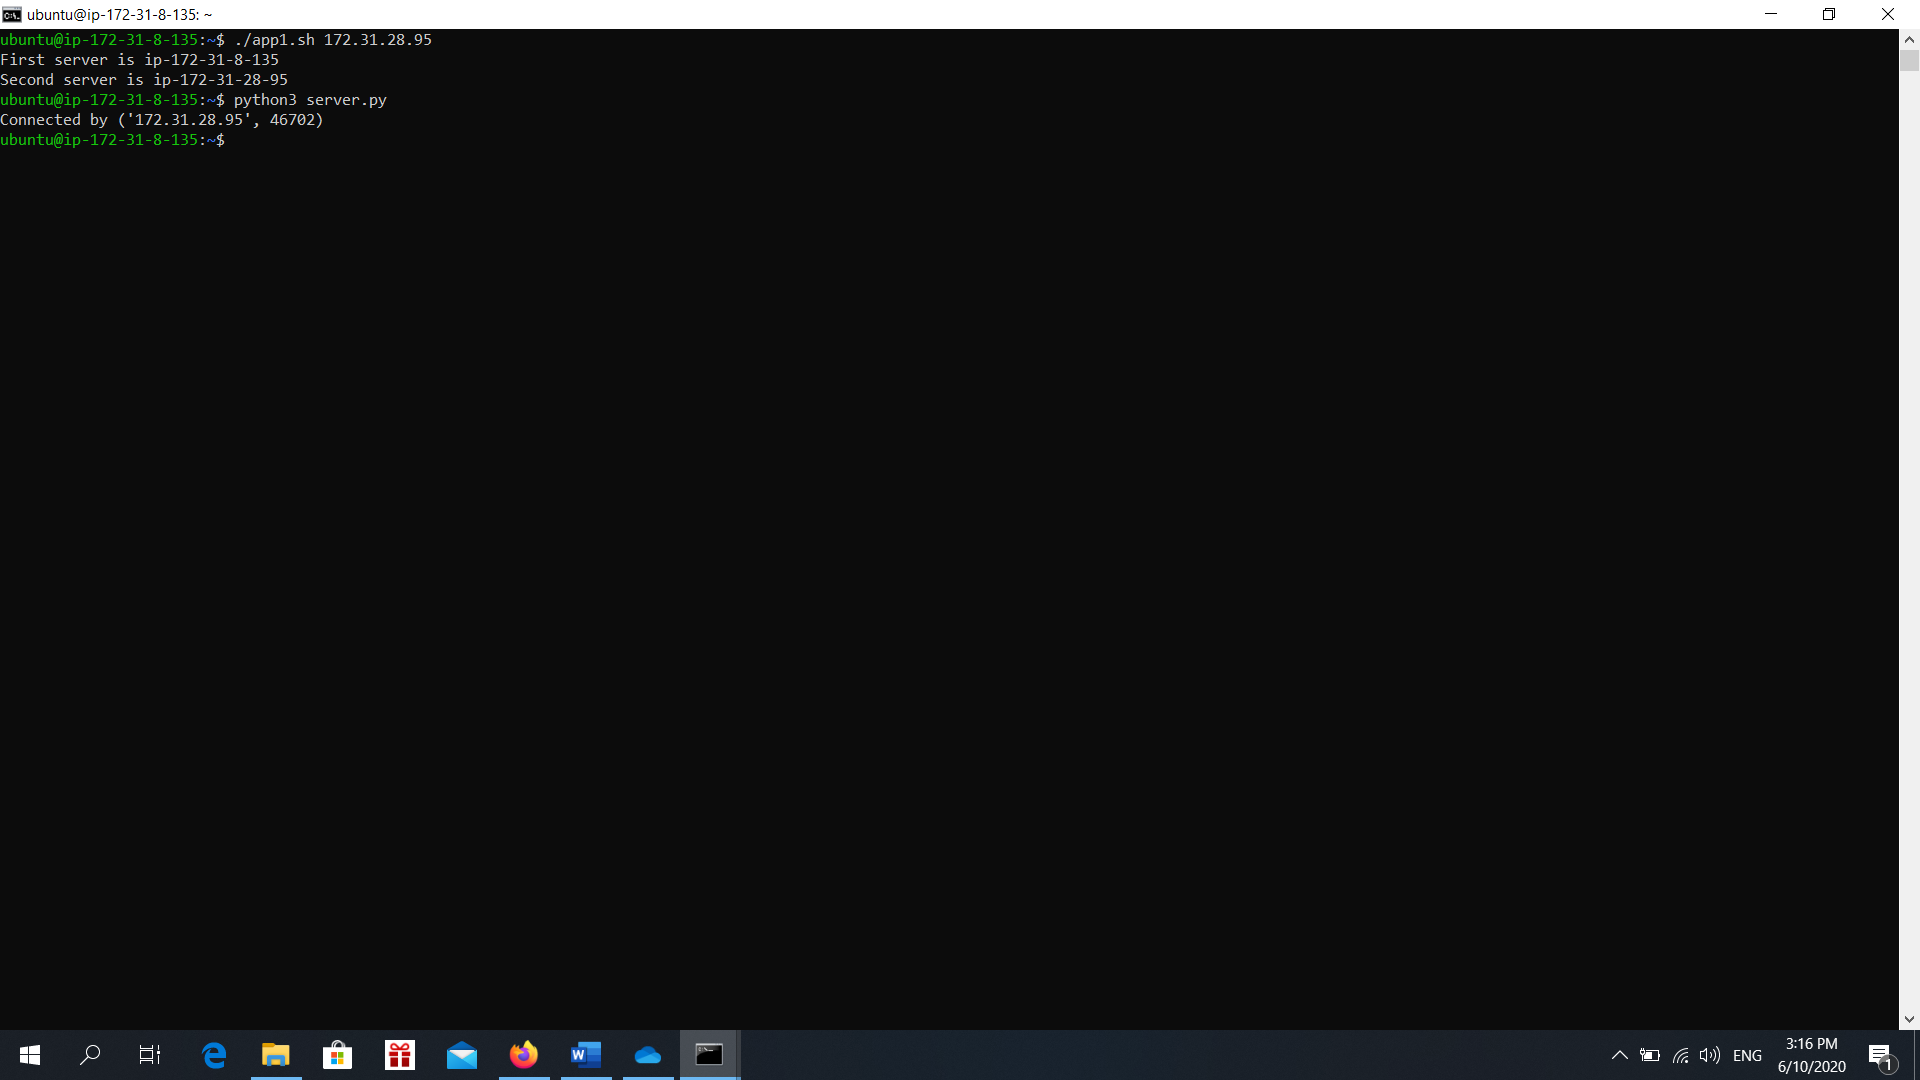 ubuntu@ip-172-31-8-135: ~
ubuntu@ip-172-31-8-135:~$ ./app1.sh 172.31.28.95
First server is ip-172-31-8-135
Second server is ip-172-31-28-95
ubuntu@ip-172-31-8-135:~$ python3 server.py
Connected by ('172.31.28.95', 46702)
ubuntu@ip-172-31-8-135:~$
ENG
3:16 PM
6/10/2020
1